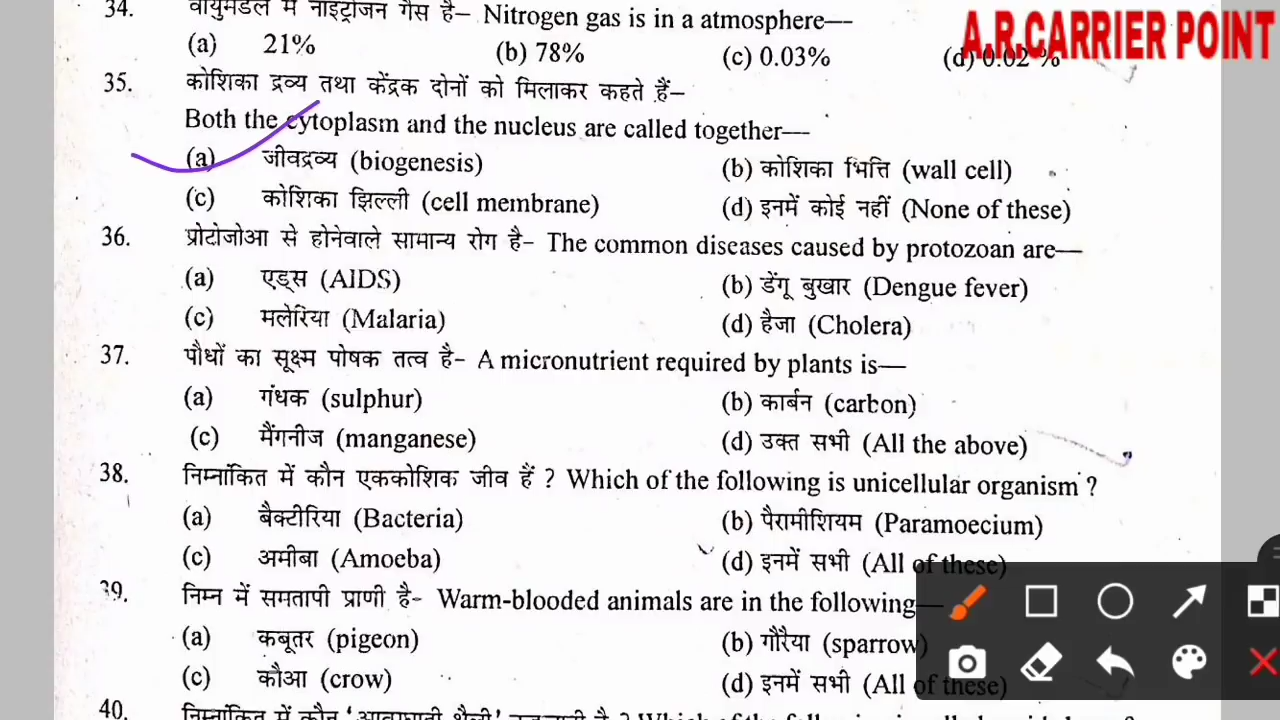 34. वायुमंडल में नाइट्रोजन गैस है– Nitrogen gas is in a atmosphere—
A.R.CARRIER POINT
(a) 21% (b) 78% (c) 0.03% (d) 0.02 %
35. कोशिका द्रव्य तथा केंद्रक दोनों को मिलाकर कहते हैं–
Both the cytoplasm and the nucleus are called together—
(a) जीवद्रव्य (biogenesis) (b) कोशिका भित्ति (wall cell)
(c) कोशिका झिल्ली (cell membrane) (d) इनमें कोई नहीं (None of these)
36. प्रोटोजोआ से होनेवाले सामान्य रोग है– The common diseases caused by protozoan are—
(a) एड्स (AIDS) (b) डेंगू बुखार (Dengue fever)
(c) मलेरिया (Malaria) (d) हैजा (Cholera)
37. पौधों का सूक्ष्म पोषक तत्व है– A micronutrient required by plants is—
(a) गंधक (sulphur) (b) कार्बन (carbon)
(c) मैंगनीज (manganese) (d) उक्त सभी (All the above)
38. निम्नांकित में कौन एककोशिक जीव हैं ? Which of the following is unicellular organism ?
(a) बैक्टीरिया (Bacteria) (b) पैरामीशियम (Paramoecium)
(c) अमीबा (Amoeba) (d) इनमें सभी (All of these)
39. निम्न में समतापी प्राणी है– Warm-blooded animals are in the following—
(a) कबूतर (pigeon) (b) गौरैया (sparrow)
(c) कौआ (crow) (d) इनमें सभी (All of these)
40. निम्नांकित में कौन